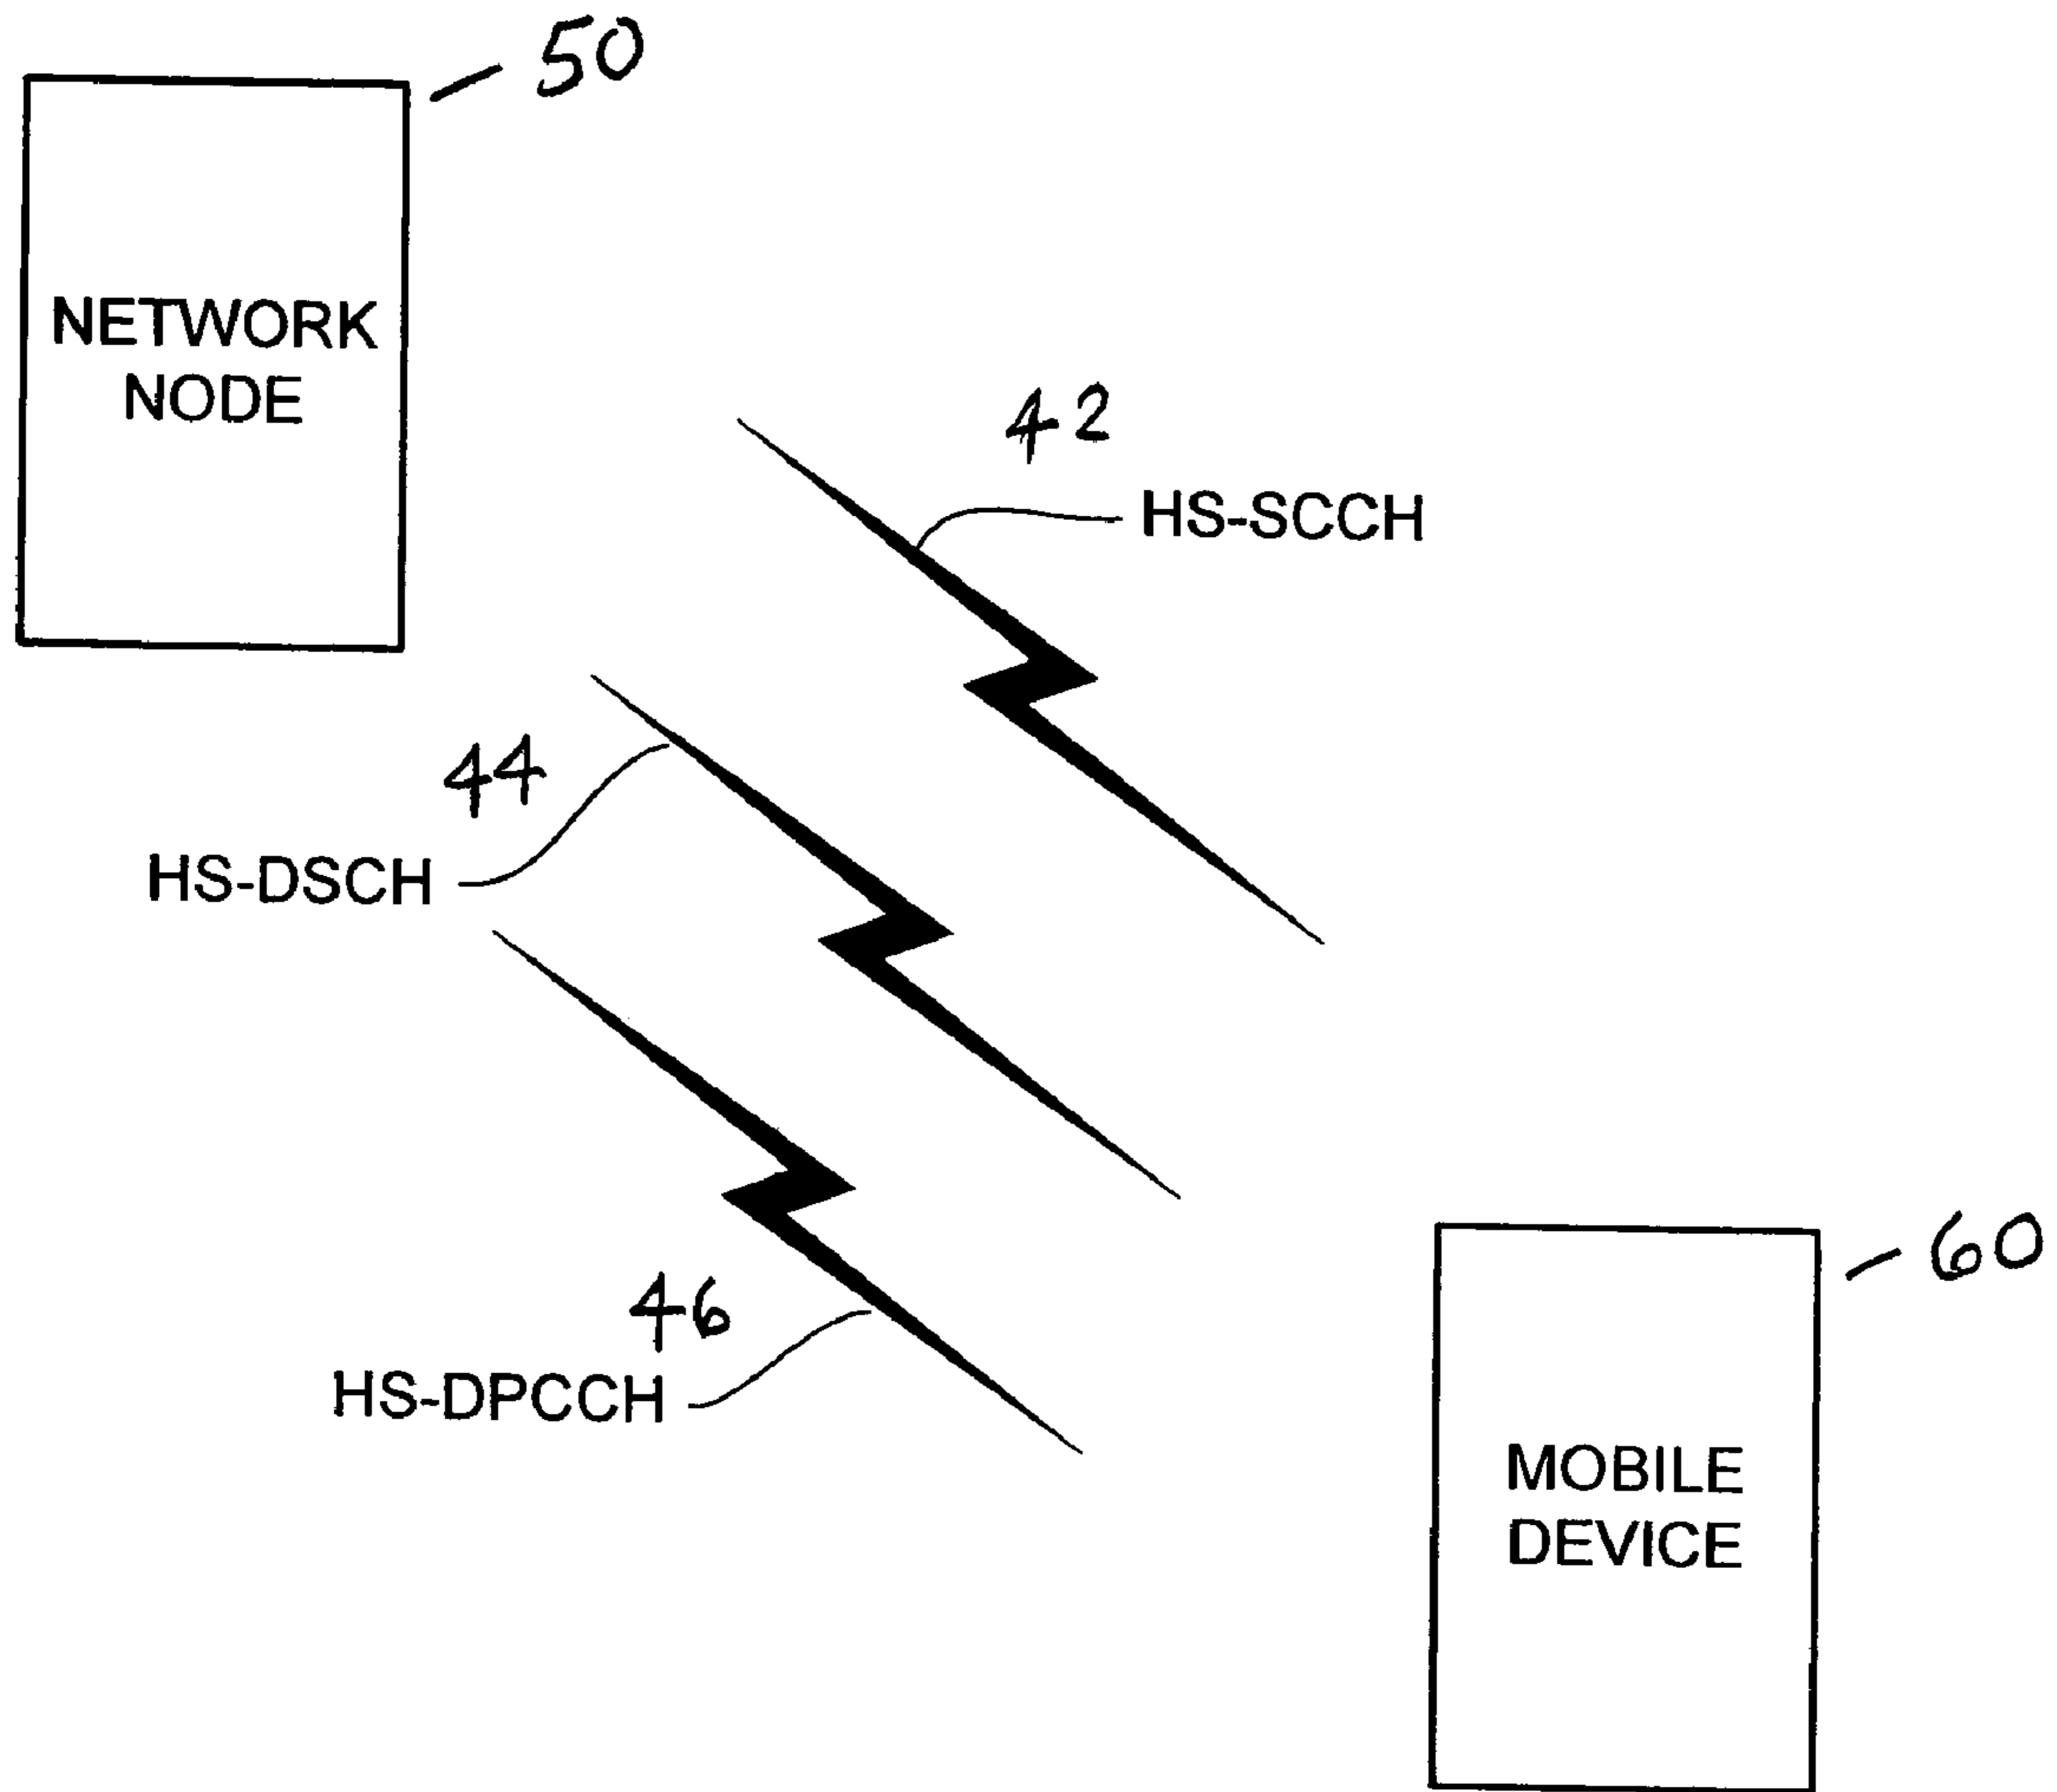 50
NETWORK
NODE
42
HS-SCCH
44
HS-DSCH
46
HS-DPCCH
60
MOBILE
DEVICE